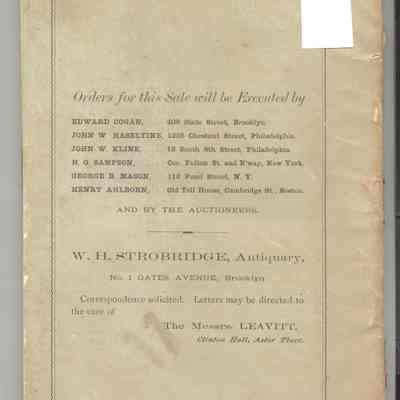 Orders for this Sale will be Executed by
EDWARD COGAN, 408 State Street, Brooklyn.
JOHN W. HASELTINE, 1225 Chestnut Street, Philadelphia.
JOHN W. KLINE, 12 South 8th Street, Philadelphia.
H. G. SAMPSON, Cor. Fulton St. and B'way, New York.
GEORGE B. MASON, 112 Pearl Street, N. Y.
HENRY AHLBORN, Old Toll House, Cambridge St., Boston.
AND BY THE AUCTIONEERS.
W. H. STROBRIDGE, Antiquary,
No. 1 GATES AVENUE, Brooklyn
Correspondence solicited. Letters may be directed to
the care of
The Messrs. LEAVITT,
Clinton Hall, Astor Place.